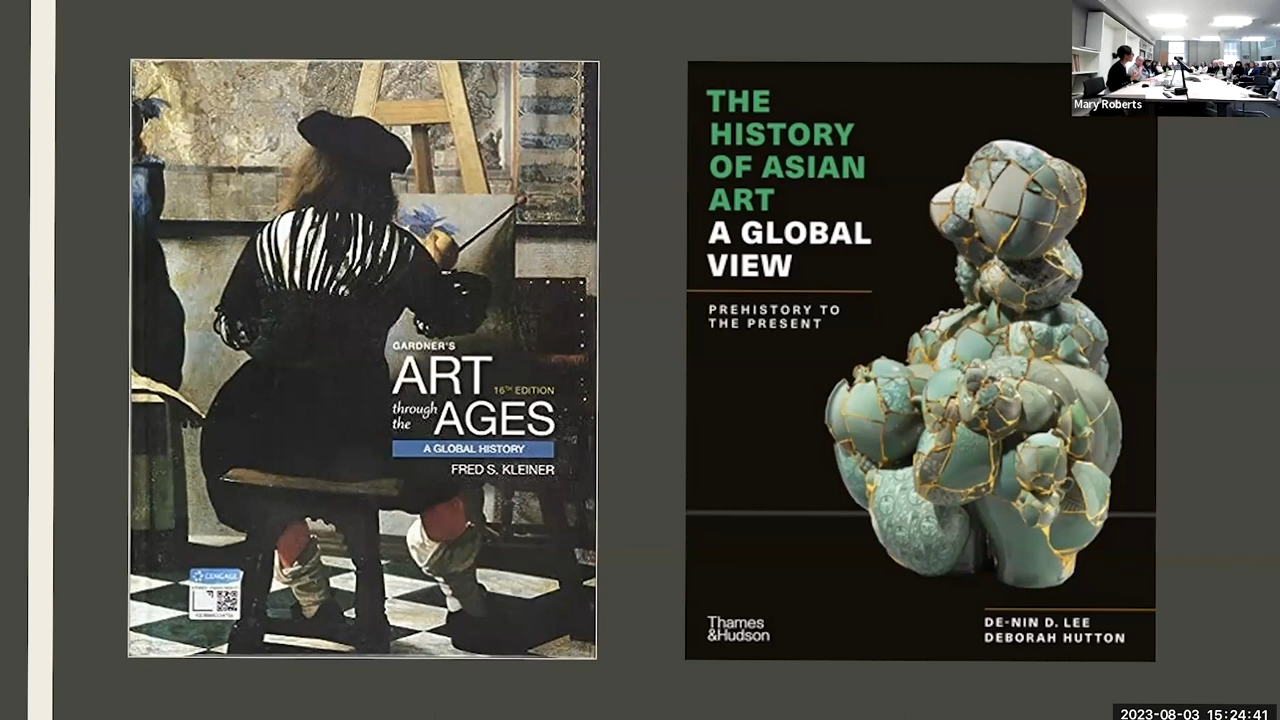 GARDNER'S
ART
16TH EDITION
through
the
AGES
A GLOBAL HISTORY
FRED S. KLEINER
CENGAGE
THE
HISTORY
OF ASIAN
ART
A GLOBAL
VIEW
PREHISTORY TO
THE PRESENT
Thames
&Hudson
DE-NIN D. LEE
DEBORAH HUTTON
Mary Roberts
2023-08-03 15:24:41